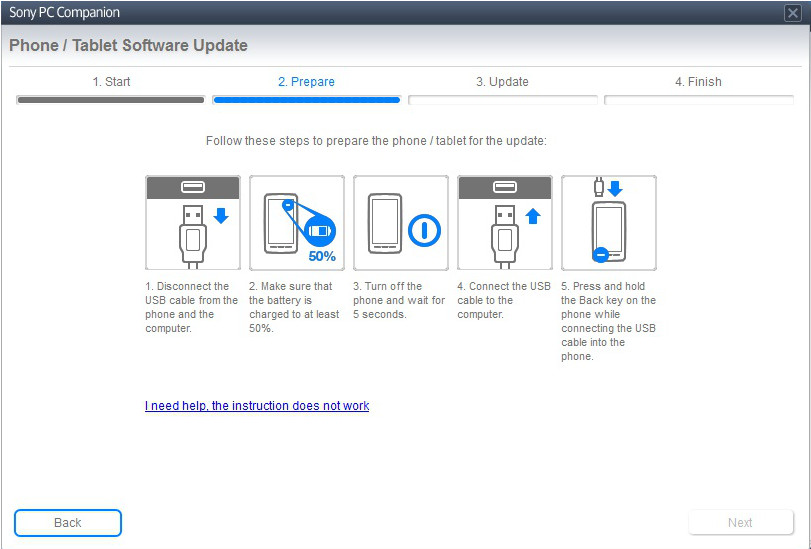 Sony PC Companion
Phone / Tablet Software Update
1. Start
2. Prepare
3. Update
4. Finish
Follow these steps to prepare the phone / tablet for the update:
50%
1. Disconnect the
USB cable from the
phone and the
computer.
2. Make sure that
the battery is
charged to at least
50%.
3. Turn off the
phone and wait for
5 seconds.
4. Connect the USB
cable to the
computer.
5. Press and hold
the Back key on the
phone while
connecting the USB
cable into the
phone.
I need help, the instruction does not work
Back
Next